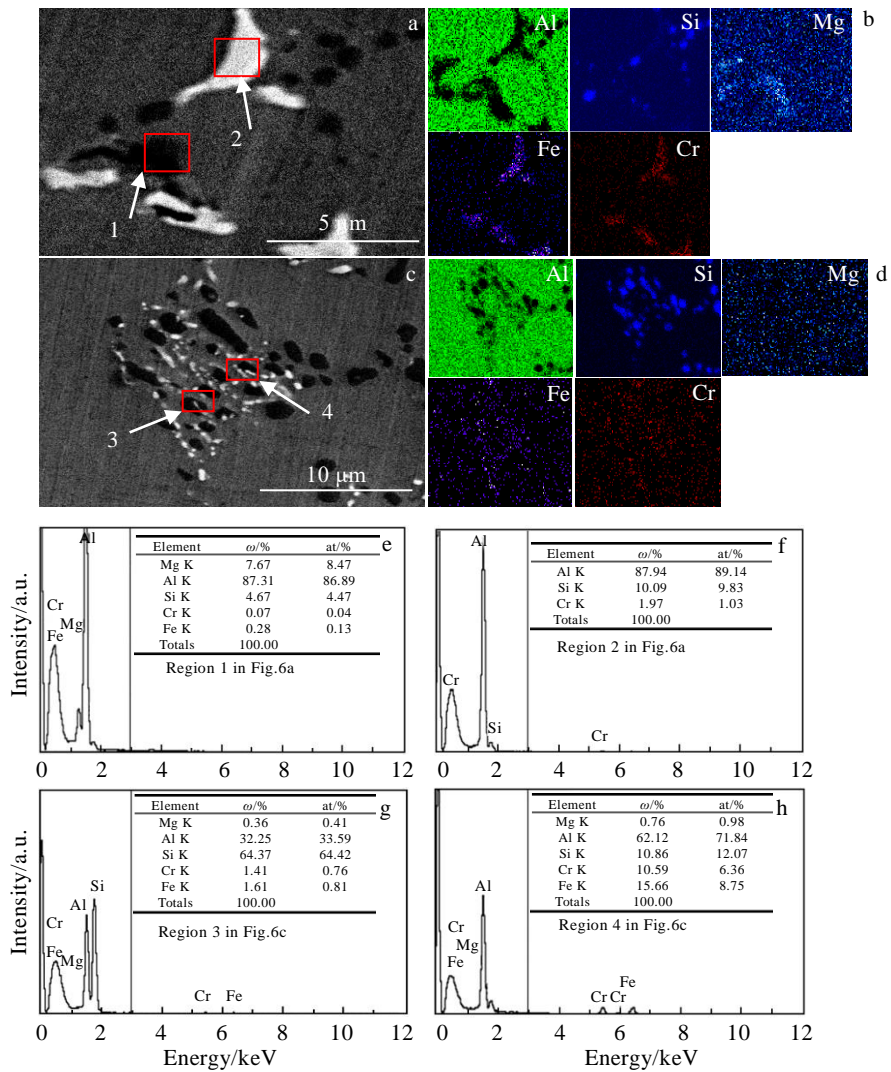 a
1
2
5 μm
Al
Si
Mg
b
Fe
Cr
c
3
4
10 μm
Al
Si
Mg
d
Fe
Cr
Intensity/a.u.
e
Al
Cr
Fe
Mg
Element ω/% at/%
Mg K 7.67 8.47
Al K 87.31 86.89
Si K 4.67 4.47
Cr K 0.07 0.04
Fe K 0.28 0.13
Totals 100.00
Region 1 in Fig.6a
0 2 4 6 8 10 12
f
Al
Cr
Si
Cr
Element ω/% at/%
Al K 87.94 89.14
Si K 10.09 9.83
Cr K 1.97 1.03
Totals 100.00
Region 2 in Fig.6a
0 2 4 6 8 10 12
Intensity/a.u.
g
Si
Al
Cr
Fe
Mg
Cr Fe
Element ω/% at/%
Mg K 0.36 0.41
Al K 32.25 33.59
Si K 64.37 64.42
Cr K 1.41 0.76
Fe K 1.61 0.81
Totals 100.00
Region 3 in Fig.6c
0 2 4 6 8 10 12
Energy/keV
h
Al
Cr
Mg
Fe
Fe
Cr Cr
Element ω/% at/%
Mg K 0.76 0.98
Al K 62.12 71.84
Si K 10.86 12.07
Cr K 10.59 6.36
Fe K 15.66 8.75
Totals 100.00
Region 4 in Fig.6c
0 2 4 6 8 10 12
Energy/keV